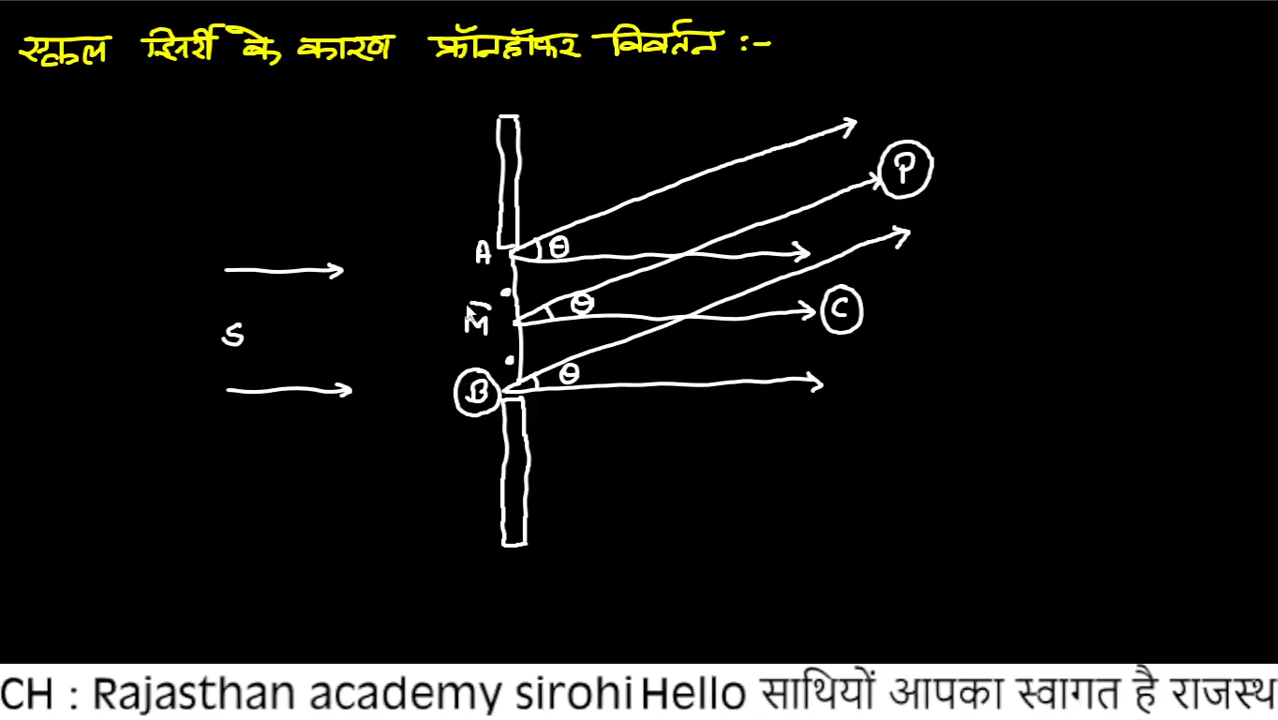 एकल झिर्री के कारण फ्रॉनहॉफर विवर्तन :-
P
A θ
M θ C
S
B θ
CH : Rajasthan academy sirohi Hello साथियों आपका स्वागत है राजस्थ